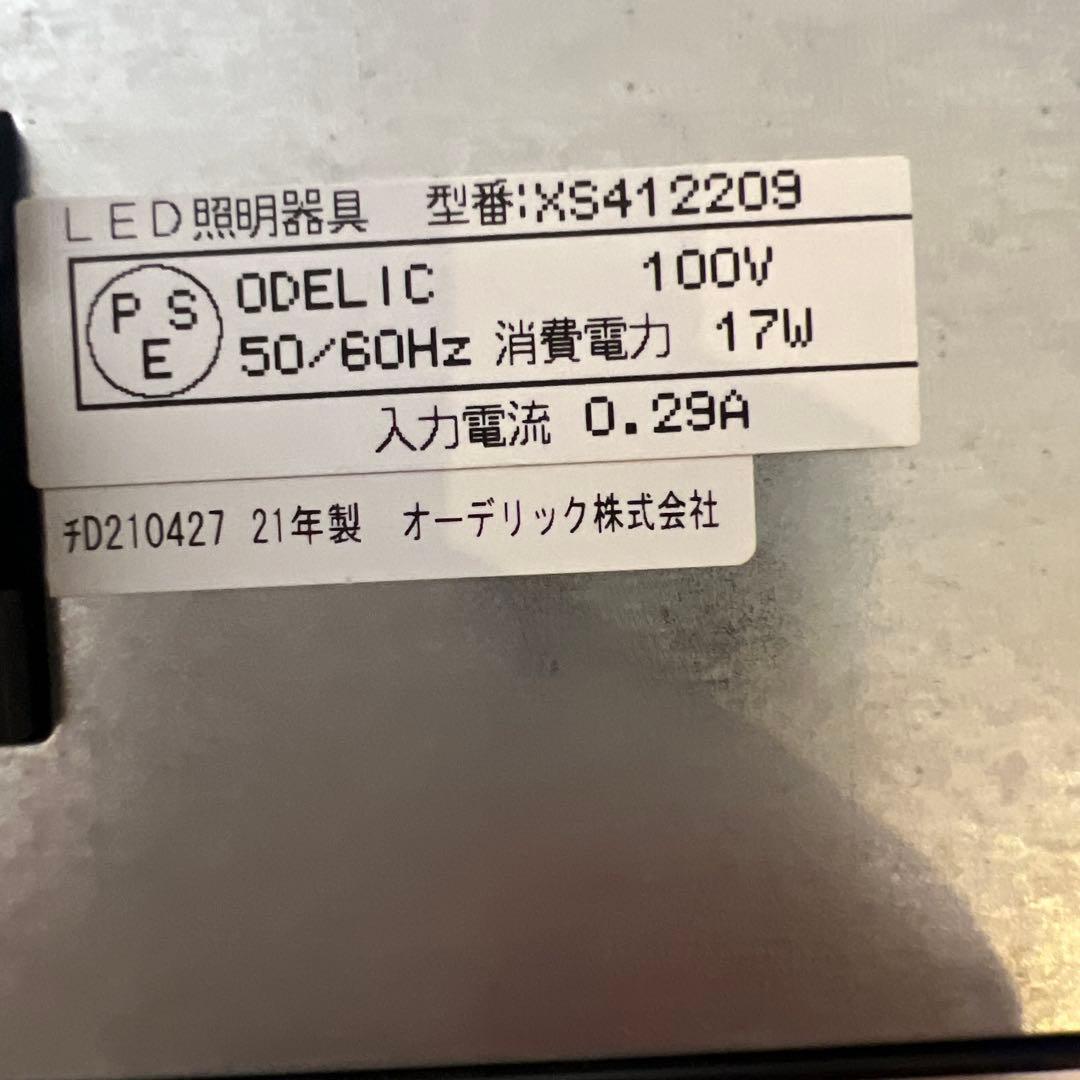 LED照明器具 型番:XS412209
PSE ODELIC 100V
50/60Hz 消費電力 17W
入力電流 0.29A
チD210427 21年製 オーデリック株式会社